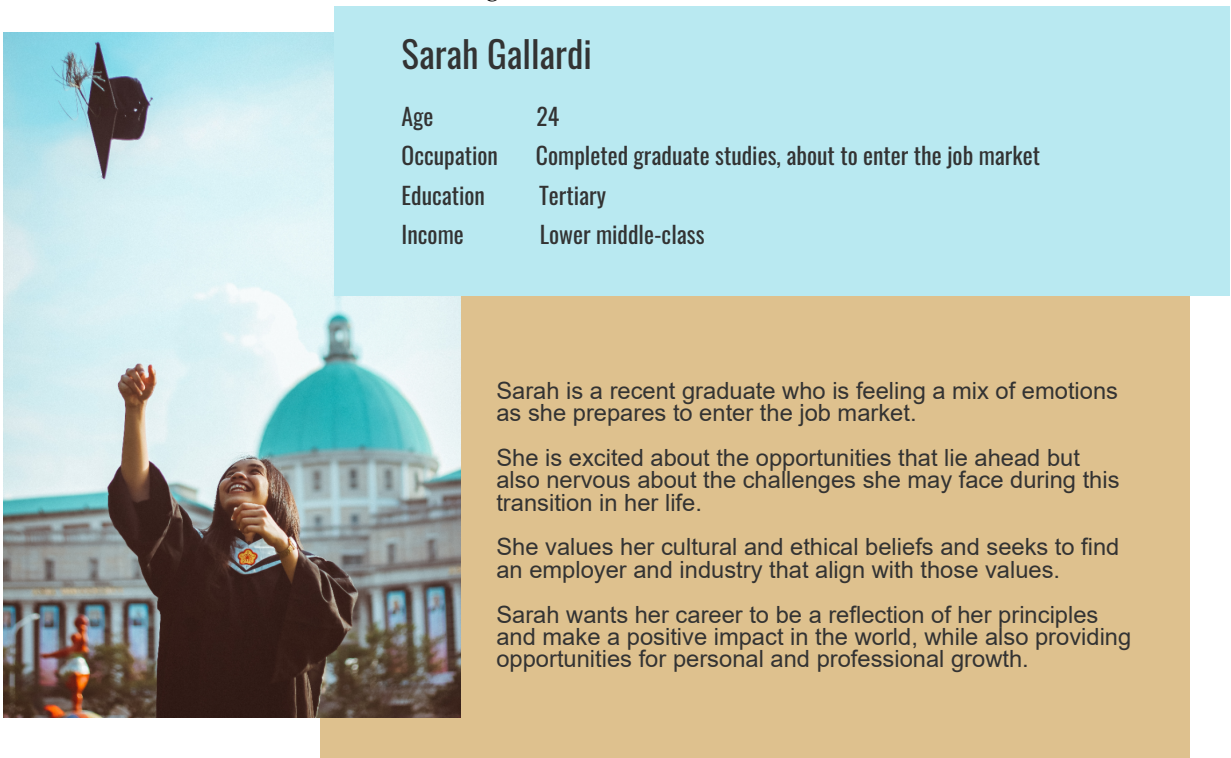 Sarah Gallardi
Age 24
Occupation Completed graduate studies, about to enter the job market
Education Tertiary
Income Lower middle-class
Sarah is a recent graduate who is feeling a mix of emotions
as she prepares to enter the job market.
She is excited about the opportunities that lie ahead but
also nervous about the challenges she may face during this
transition in her life.
She values her cultural and ethical beliefs and seeks to find
an employer and industry that align with those values.
Sarah wants her career to be a reflection of her principles
and make a positive impact in the world, while also providing
opportunities for personal and professional growth.